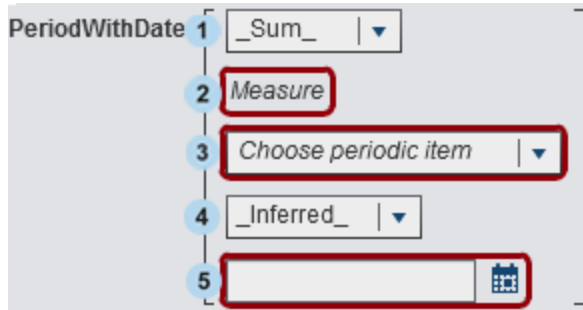 PeriodWithDate 1 _Sum_
2 Measure
3 Choose periodic item
4 _Inferred_
5